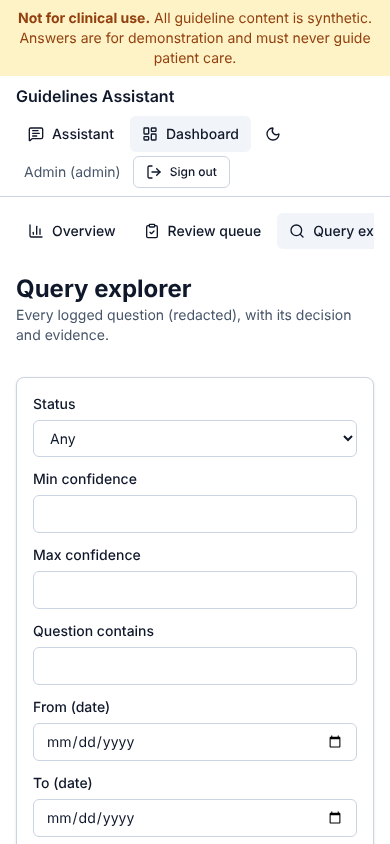 Not for clinical use. All guideline content is synthetic.
Answers are for demonstration and must never guide
patient care.
Guidelines Assistant
Assistant
Dashboard
Admin (admin)
Sign out
Overview
Review queue
Query ex
Query explorer
Every logged question (redacted), with its decision
and evidence.
Status
Any
Min confidence
Max confidence
Question contains
From (date)
mm/dd/yyyy
To (date)
mm/dd/yyyy